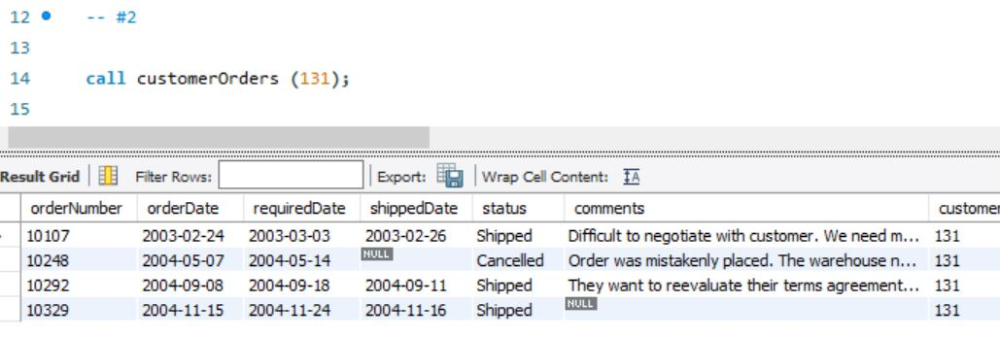 12 -- #2
13
14 call customerOrders (131);
15
Result Grid Filter Rows: Export: Wrap Cell Content: IA
orderNumber orderDate requiredDate shippedDate status comments customer
10107 2003-02-24 2003-03-03 2003-02-26 Shipped Difficult to negotiate with customer. We need m... 131
10248 2004-05-07 2004-05-14 NULL Cancelled Order was mistakenly placed. The warehouse n... 131
10292 2004-09-08 2004-09-18 2004-09-11 Shipped They want to reevaluate their terms agreement... 131
10329 2004-11-15 2004-11-24 2004-11-16 Shipped NULL 131